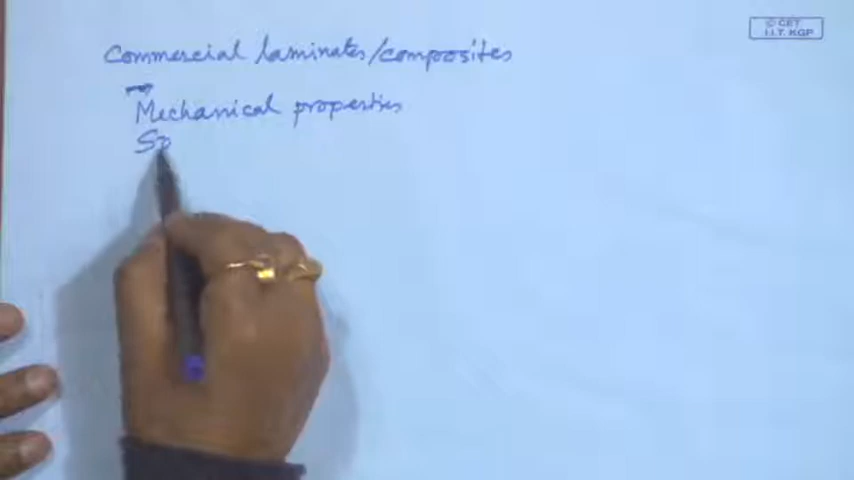 © CET
I.I.T. KGP
Commercial laminates/composites
Mechanical properties
Sp